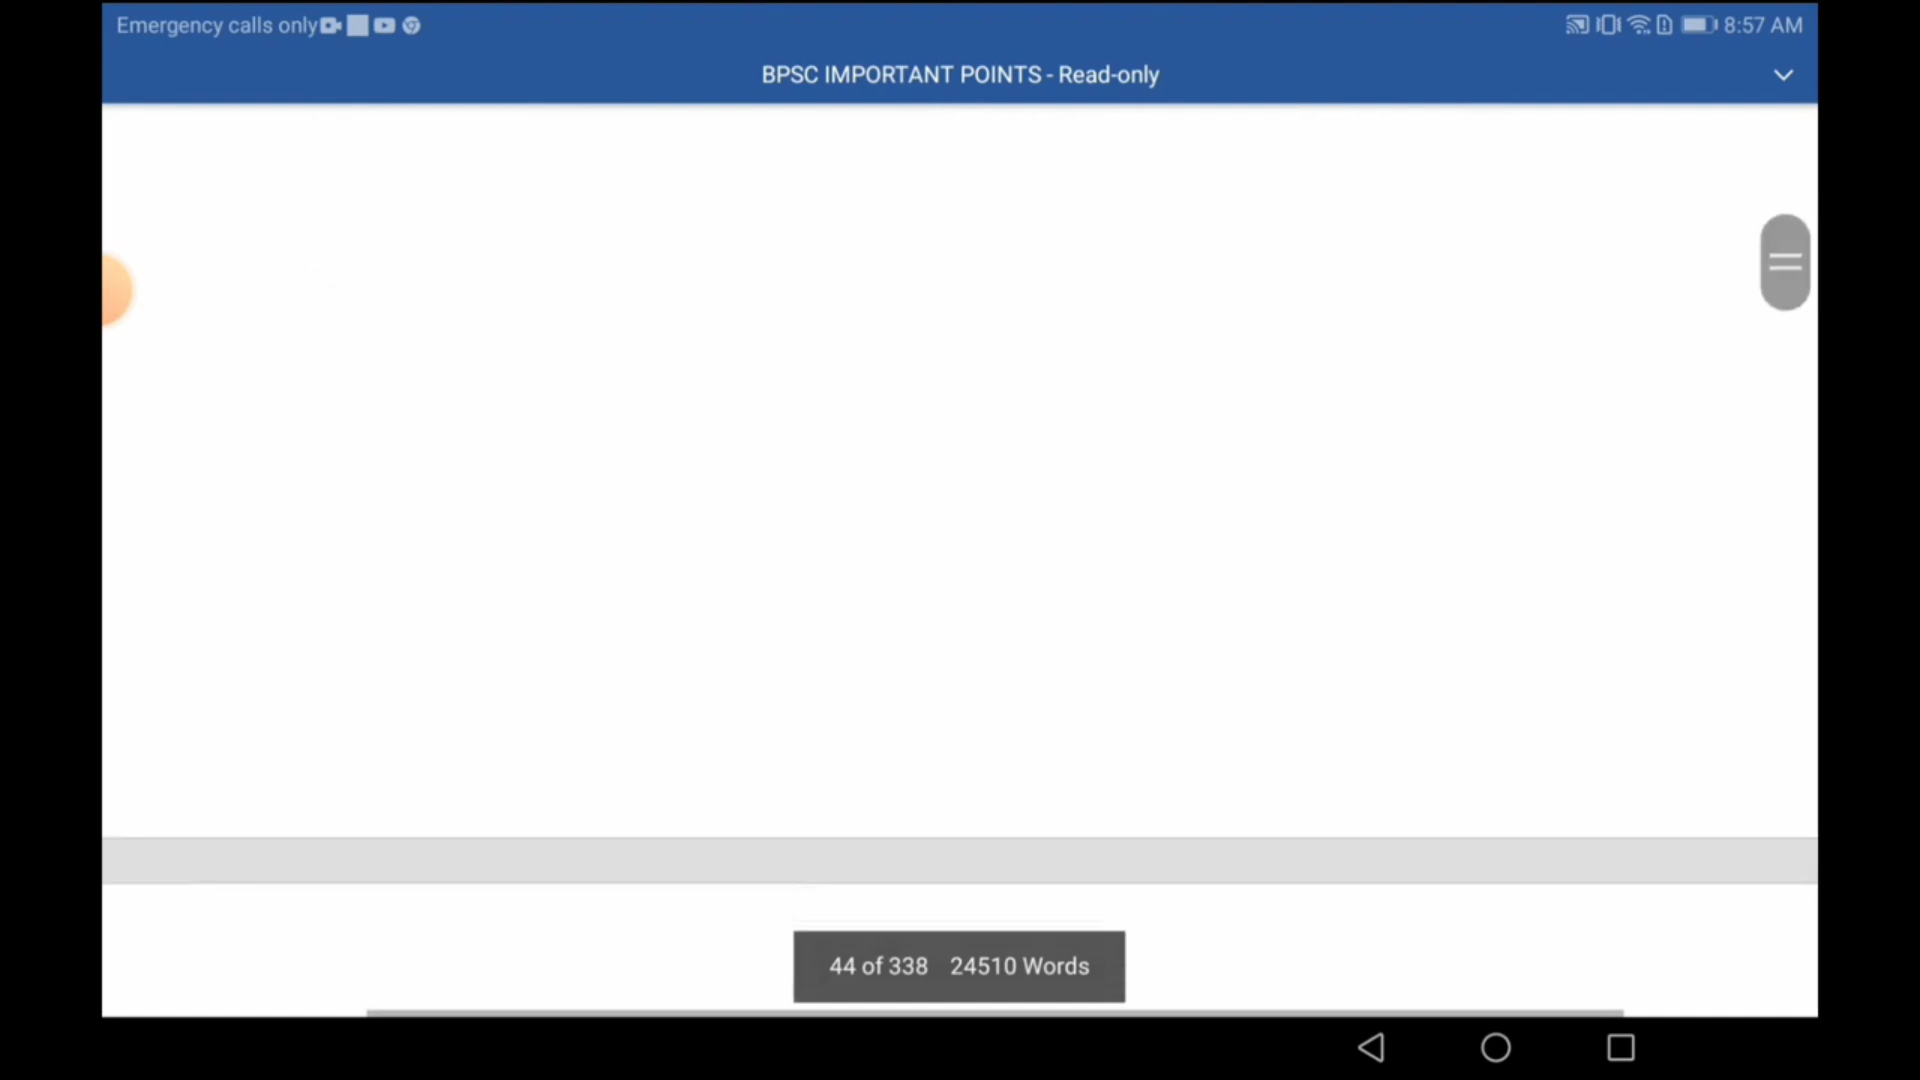 Emergency calls only
8:57 AM
BPSC IMPORTANT POINTS - Read-only
44 of 338 24510 Words